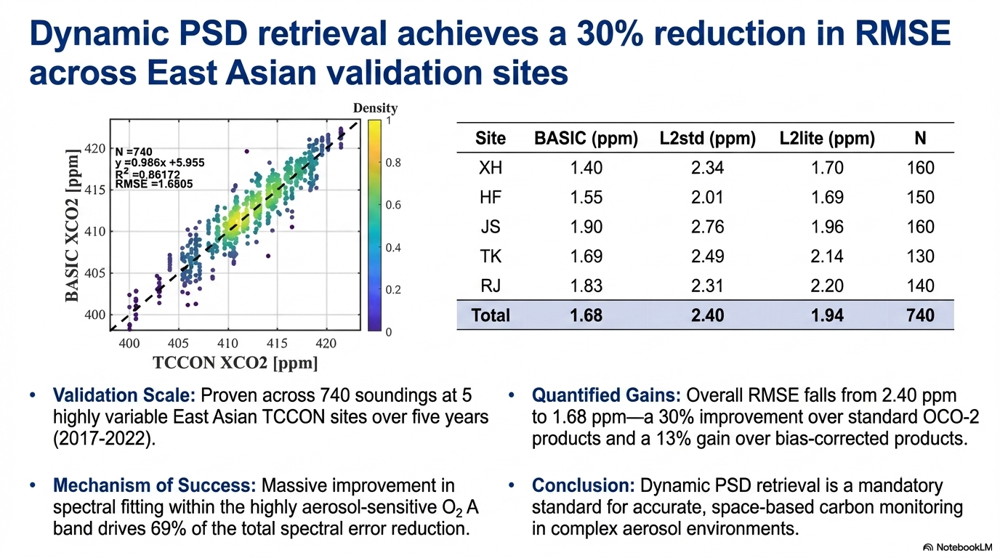 Dynamic PSD retrieval achieves a 30% reduction in RMSE
across East Asian validation sites
Density
N =740
y =0.986x +5.955
R² =0.86172
RMSE =1.6805
BASIC XCO2 [ppm]
420
415
410
405
400
400 405 410 415 420
TCCON XCO2 [ppm]
1
0.8
0.6
0.4
0.2
0
Site BASIC (ppm) L2std (ppm) L2lite (ppm) N
XH 1.40 2.34 1.70 160
HF 1.55 2.01 1.69 150
JS 1.90 2.76 1.96 160
TK 1.69 2.49 2.14 130
RJ 1.83 2.31 2.20 140
Total 1.68 2.40 1.94 740
• Validation Scale: Proven across 740 soundings at 5
highly variable East Asian TCCON sites over five years
(2017-2022).
• Mechanism of Success: Massive improvement in
spectral fitting within the highly aerosol-sensitive O₂ A
band drives 69% of the total spectral error reduction.
• Quantified Gains: Overall RMSE falls from 2.40 ppm
to 1.68 ppm—a 30% improvement over standard OCO-2
products and a 13% gain over bias-corrected products.
• Conclusion: Dynamic PSD retrieval is a mandatory
standard for accurate, space-based carbon monitoring
in complex aerosol environments.
NotebookLM